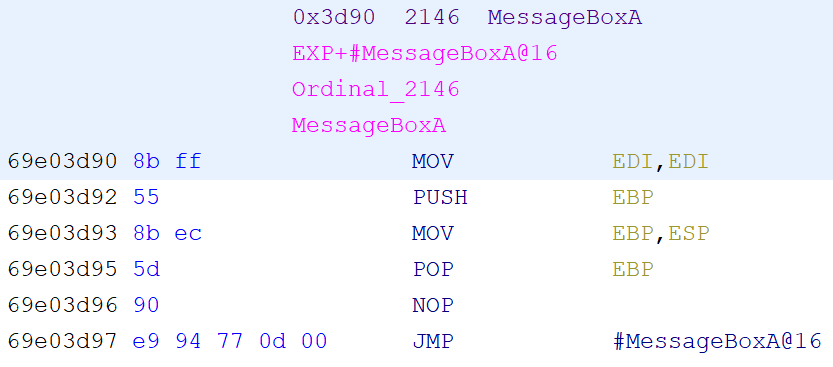 0x3d90 2146 MessageBoxA
EXP+#MessageBoxA@16
Ordinal_2146
MessageBoxA
69e03d90 8b ff MOV EDI,EDI
69e03d92 55 PUSH EBP
69e03d93 8b ec MOV EBP,ESP
69e03d95 5d POP EBP
69e03d96 90 NOP
69e03d97 e9 94 77 0d 00 JMP #MessageBoxA@16